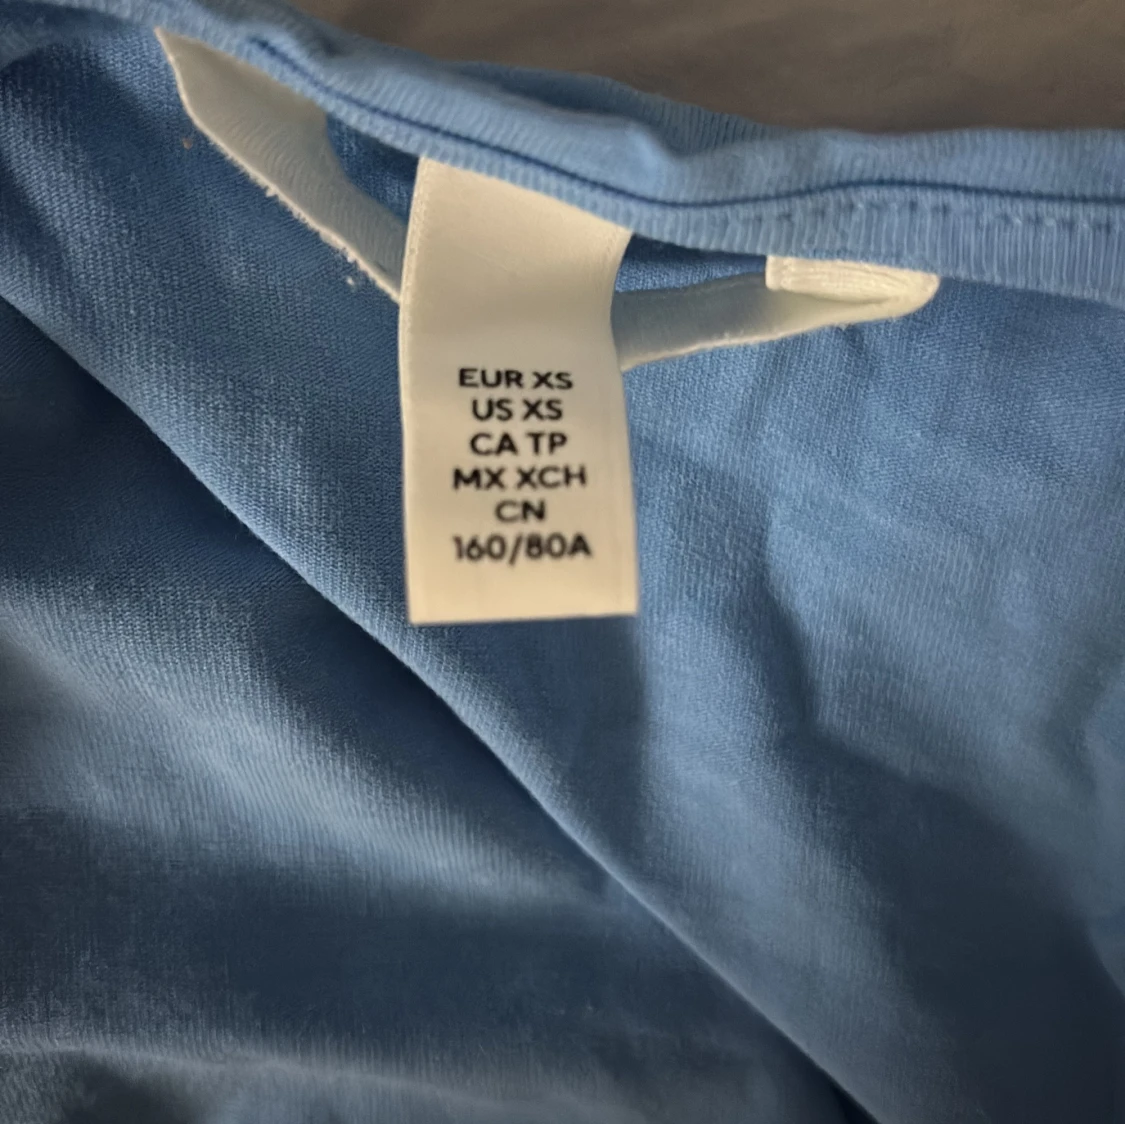 EUR XS
US XS
CA TP
MX XCH
CN
160/80A